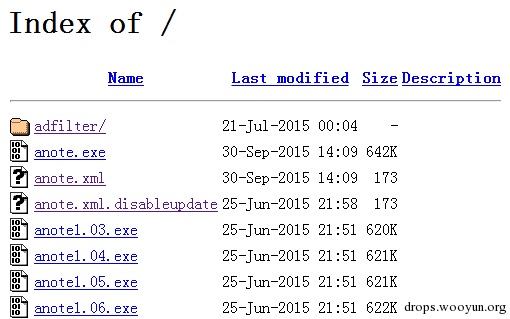 Index of /
Name Last modified Size Description
adfilter/ 21-Jul-2015 00:04 -
anote.exe 30-Sep-2015 14:09 642K
anote.xml 30-Sep-2015 14:09 173
anote.xml.disableupdate 25-Jun-2015 21:58 173
anote1.03.exe 25-Jun-2015 21:51 620K
anote1.04.exe 25-Jun-2015 21:51 621K
anote1.05.exe 25-Jun-2015 21:51 621K
anote1.06.exe 25-Jun-2015 21:51 622K drops.wooyun.org